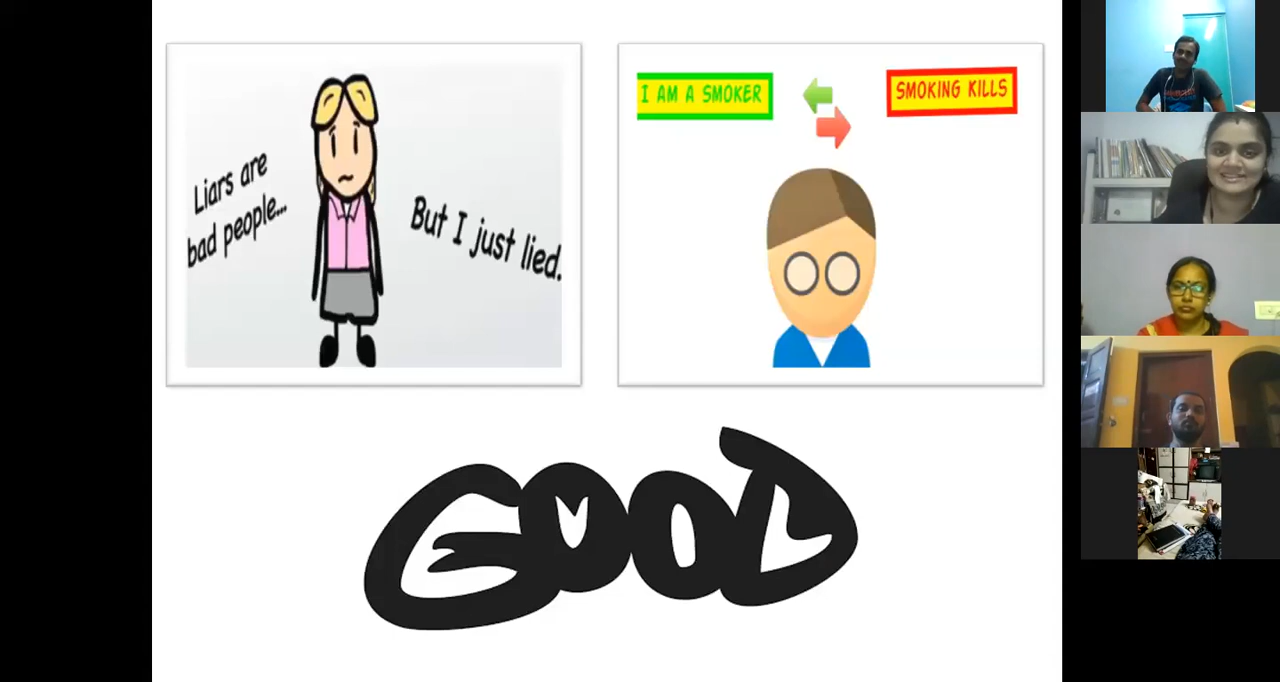 Liars are
bad people...
But I just lied.
I AM A SMOKER
SMOKING KILLS
GOOD